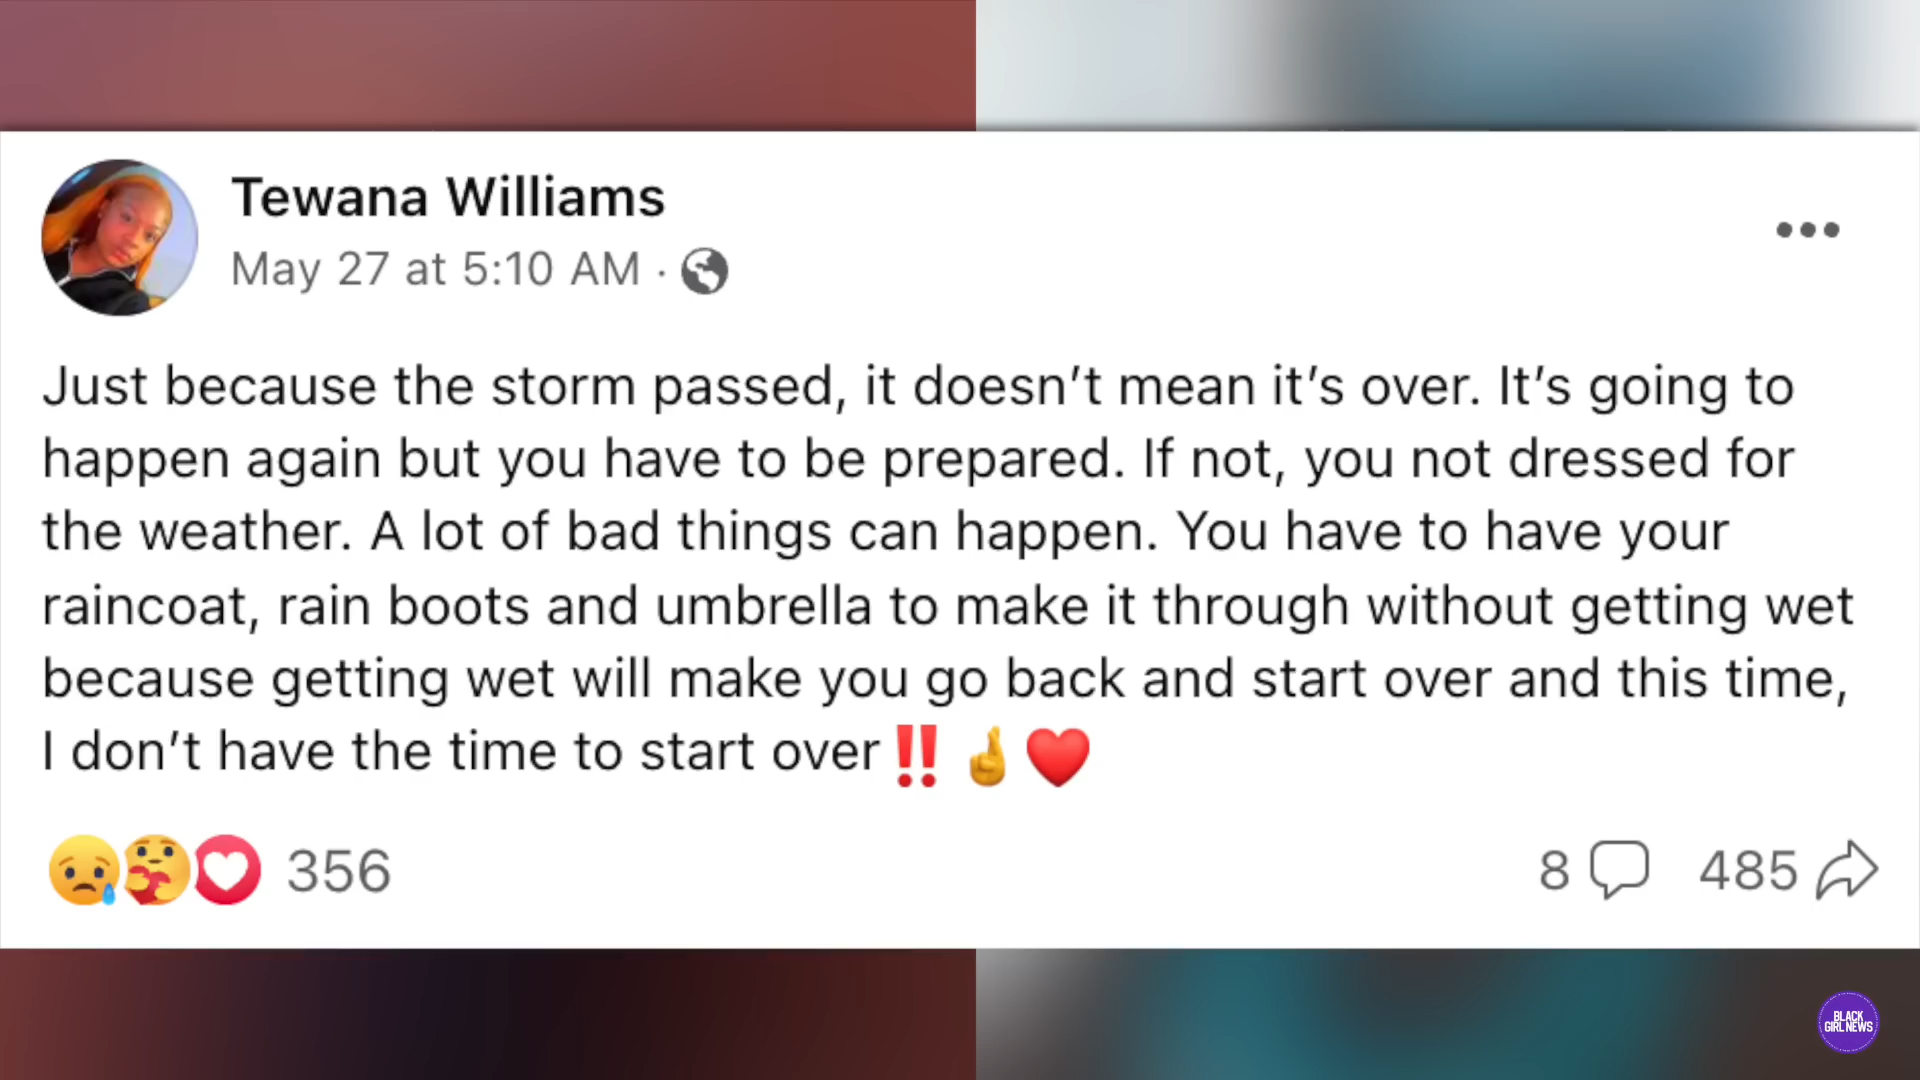 Tewana Williams
May 27 at 5:10 AM ·
Just because the storm passed, it doesn’t mean it’s over. It’s going to
happen again but you have to be prepared. If not, you not dressed for
the weather. A lot of bad things can happen. You have to have your
raincoat, rain boots and umbrella to make it through without getting wet
because getting wet will make you go back and start over and this time,
I don’t have the time to start over‼️ 🤞❤️
356
8
485
BLACK
GIRL NEWS